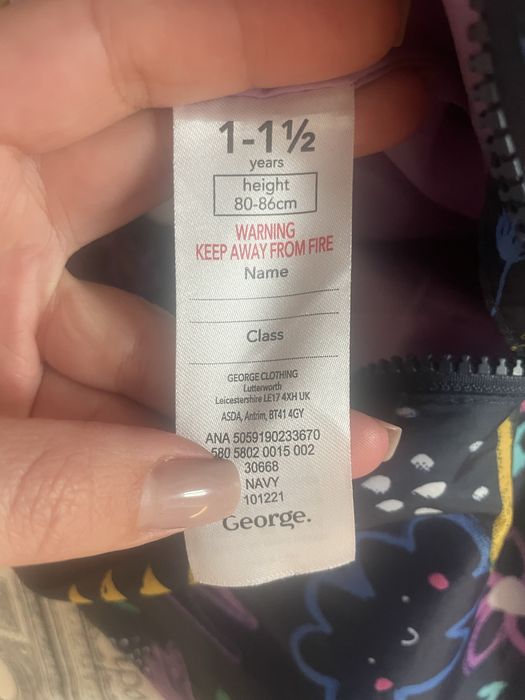 1-1½
years
height
80-86cm
WARNING
KEEP AWAY FROM FIRE
Name
Class
GEORGE CLOTHING
Lutterworth
Leicestershire LE17 4XH UK
ASDA, Antrim, BT41 4GY
ANA 5059190233670
580 5802 0015 002
30668
NAVY
101221
George.